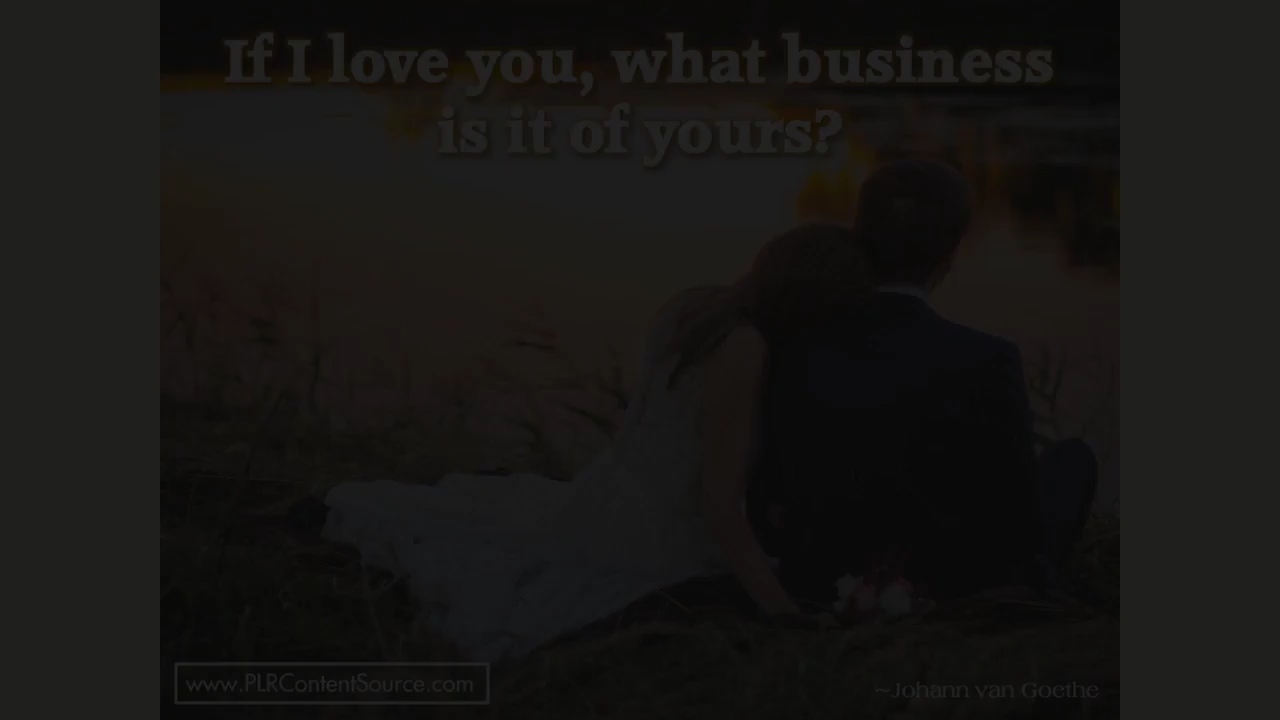 If I love you, what business
is it of yours?
www.PLRContentSource.com
~Johann van Goethe